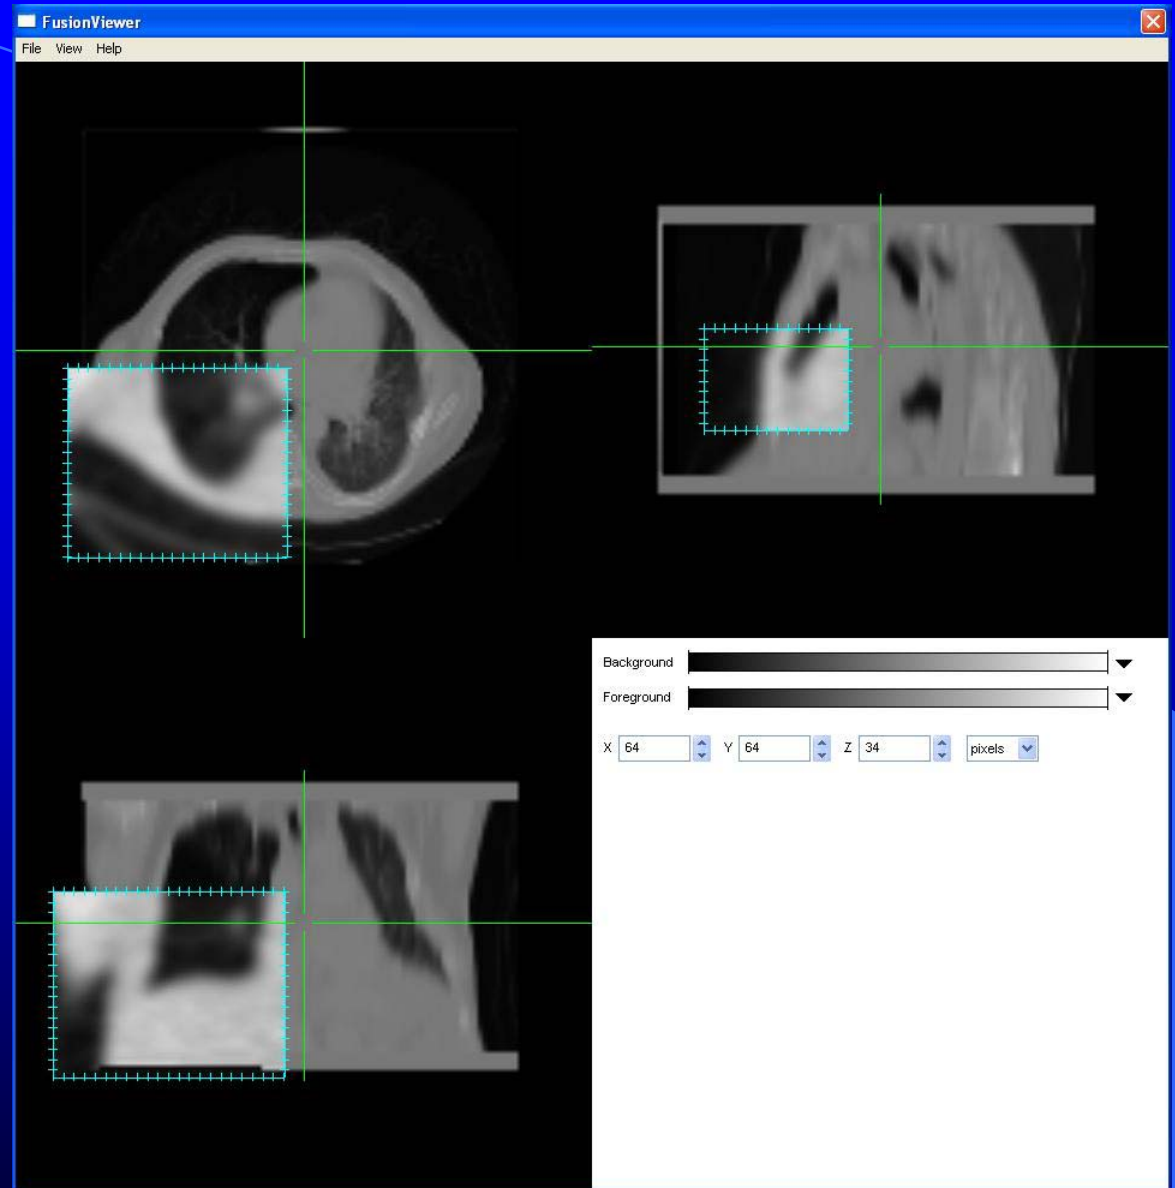 FusionViewer
File View Help
Background
Foreground
X 64 Y 64 Z 34 pixels